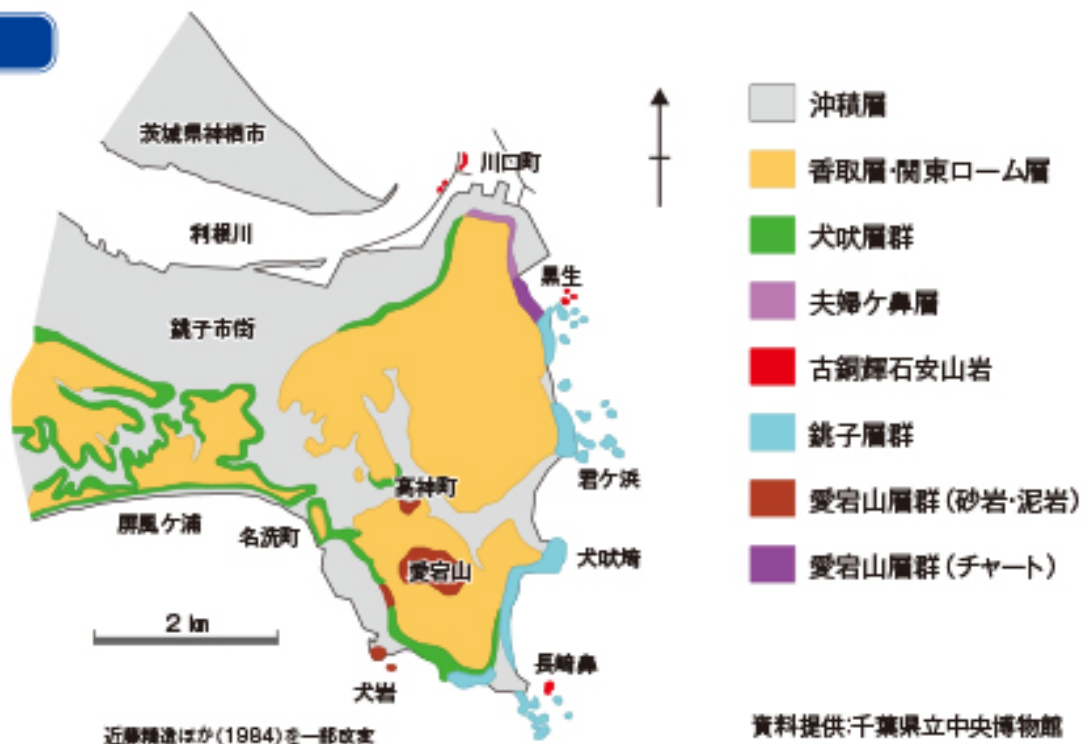 茨城県神栖市
川口町
利根川
黒生
銚子市街
君ケ浜
高神町
屏風ケ浦
名洗町
愛宕山
犬吠埼
2 km
長崎鼻
犬岩
近藤精造ほか(1984)を一部改変
沖積層
香取層・関東ローム層
犬吠層群
夫婦ケ鼻層
古銅輝石安山岩
銚子層群
愛宕山層群(砂岩・泥岩)
愛宕山層群(チャート)
資料提供:千葉県立中央博物館